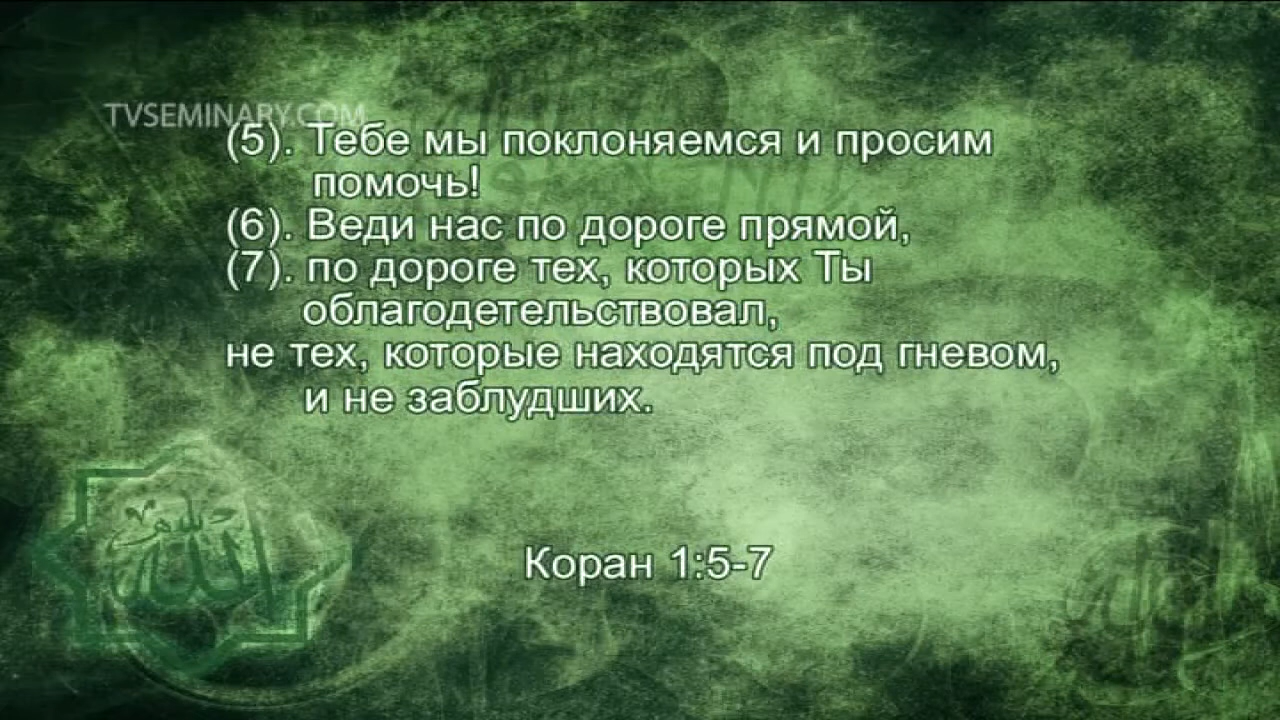 TVSEMINARY.COM
(5). Тебе мы поклоняемся и просим
помочь!
(6). Веди нас по дороге прямой,
(7). по дороге тех, которых Ты
облагодетельствовал,
не тех, которые находятся под гневом,
и не заблудших.
Коран 1:5-7
الله